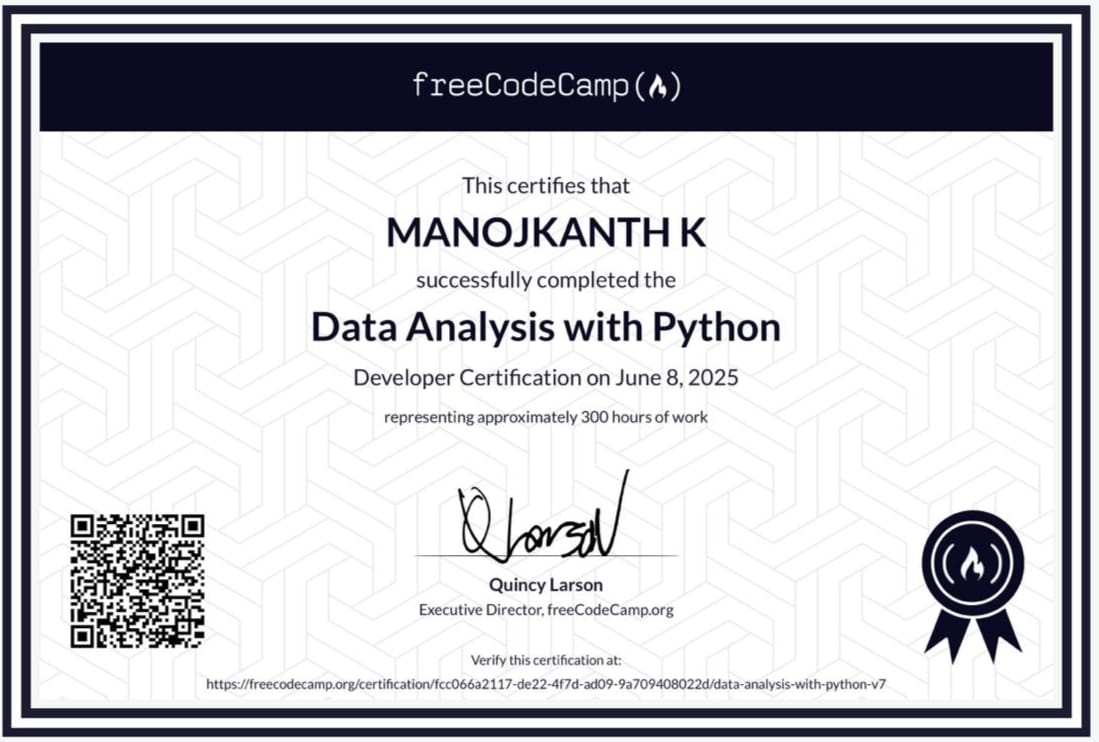 freeCodeCamp
This certifies that
MANOJKANTH K
successfully completed the
Data Analysis with Python
Developer Certification on June 8, 2025
representing approximately 300 hours of work
Q Larson
Quincy Larson
Executive Director, freeCodeCamp.org
Verify this certification at:
https://freecodecamp.org/certification/fcc066a2117-de22-4f7d-ad09-9a709408022d/data-analysis-with-python-v7